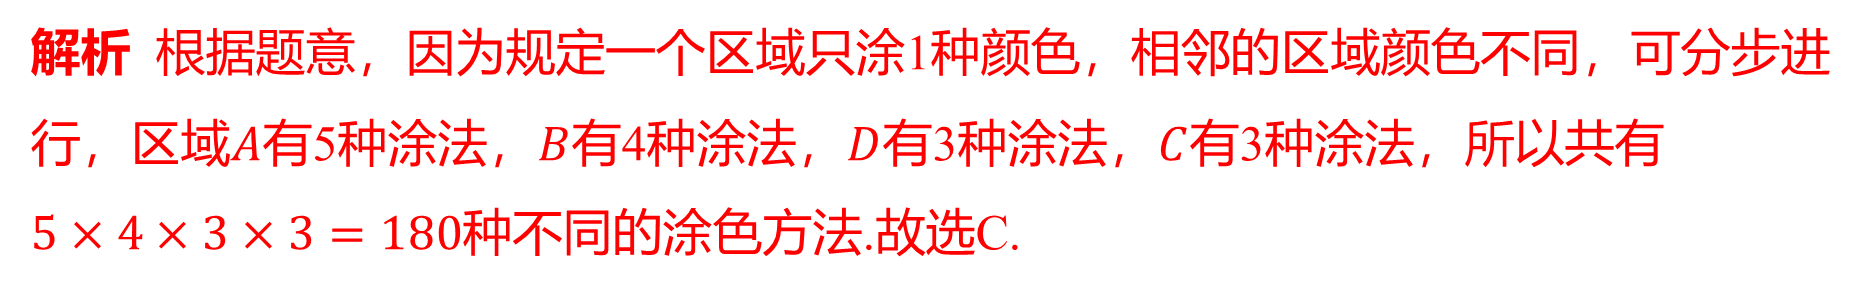 解析 根据题意，因为规定一个区域只涂1种颜色，相邻的区域颜色不同，可分步进
行，区域A有5种涂法，B有4种涂法，D有3种涂法，C有3种涂法，所以共有
5 × 4 × 3 × 3 = 180种不同的涂色方法.故选C.